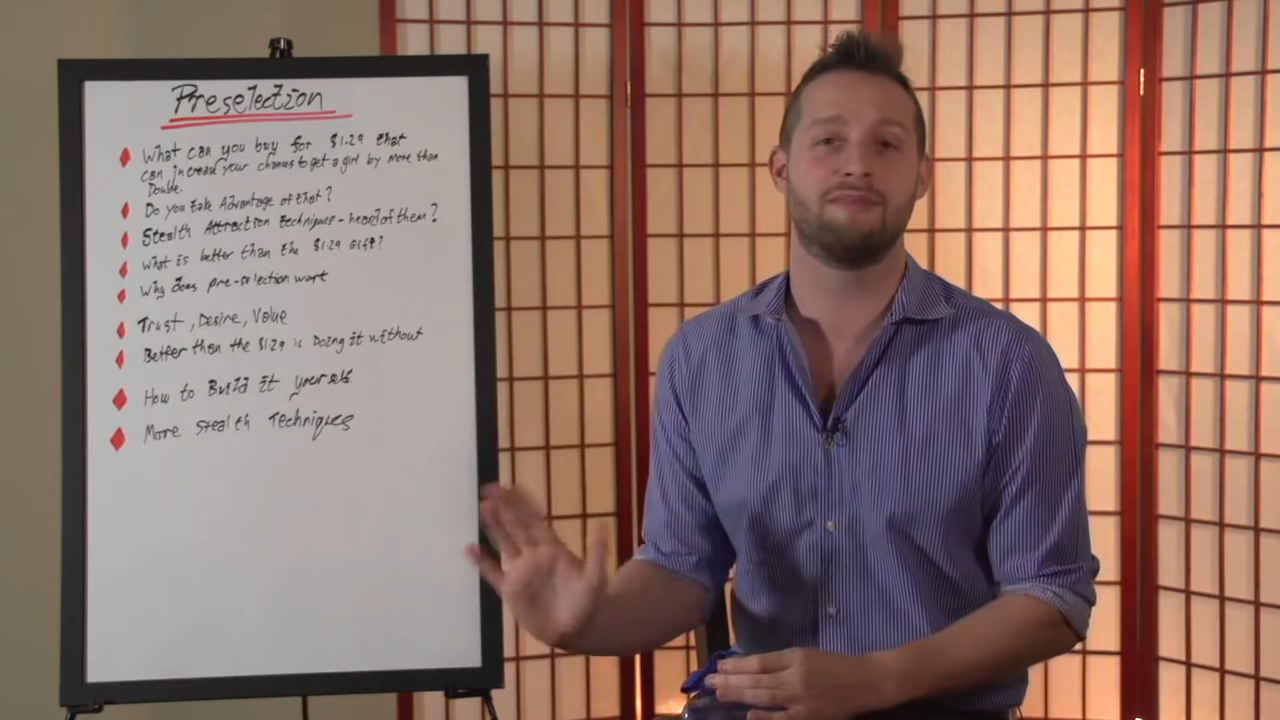 Preselection
What can you buy for $1.29 that
can increase your chances to get a girl by more than
Double.
Do you take Advantage of that?
Stealth Attraction techniques - heard of them?
What is better than the $1.29 Gift?
Why does pre-selection work
Trust, Desire, Value
Better than the $1.29 is Doing it without
How to Build it yourself
More Stealth Techniques